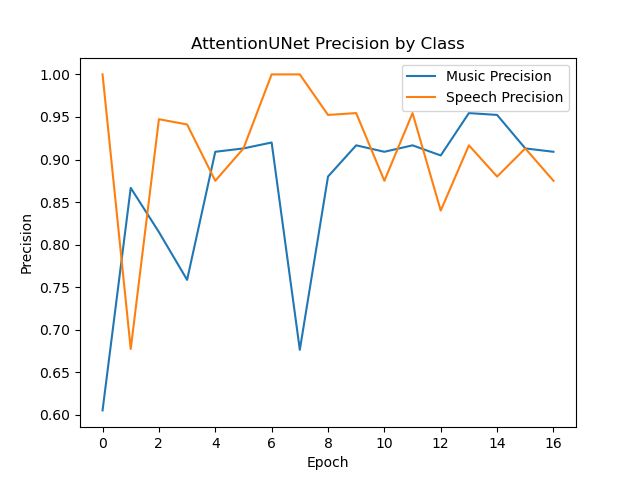 AttentionUNet Precision by Class
Music Precision
Speech Precision
1.00
0.95
0.90
0.85
0.80
0.75
0.70
0.65
0.60
Precision
0 2 4 6 8 10 12 14 16
Epoch